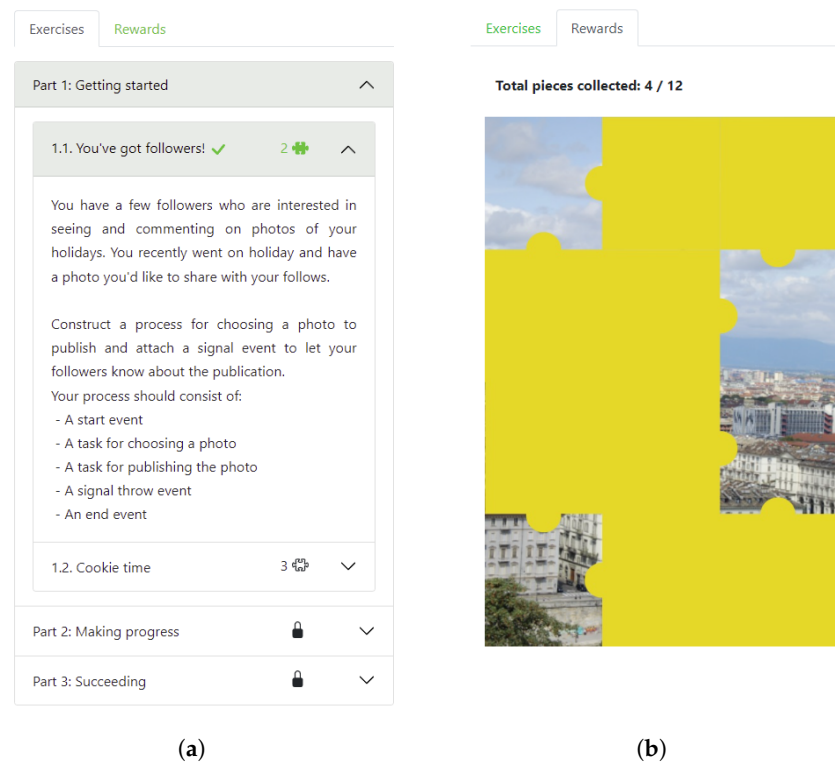 Exercises
Rewards
Part 1: Getting started
1.1. You've got followers!
2
You have a few followers who are interested in
seeing and commenting on photos of your
holidays. You recently went on holiday and have
a photo you'd like to share with your follows.
Construct a process for choosing a photo to
publish and attach a signal event to let your
followers know about the publication.
Your process should consist of:
- A start event
- A task for choosing a photo
- A task for publishing the photo
- A signal throw event
- An end event
1.2. Cookie time
3
Part 2: Making progress
Part 3: Succeeding
(a)
Exercises
Rewards
Total pieces collected: 4 / 12
(b)